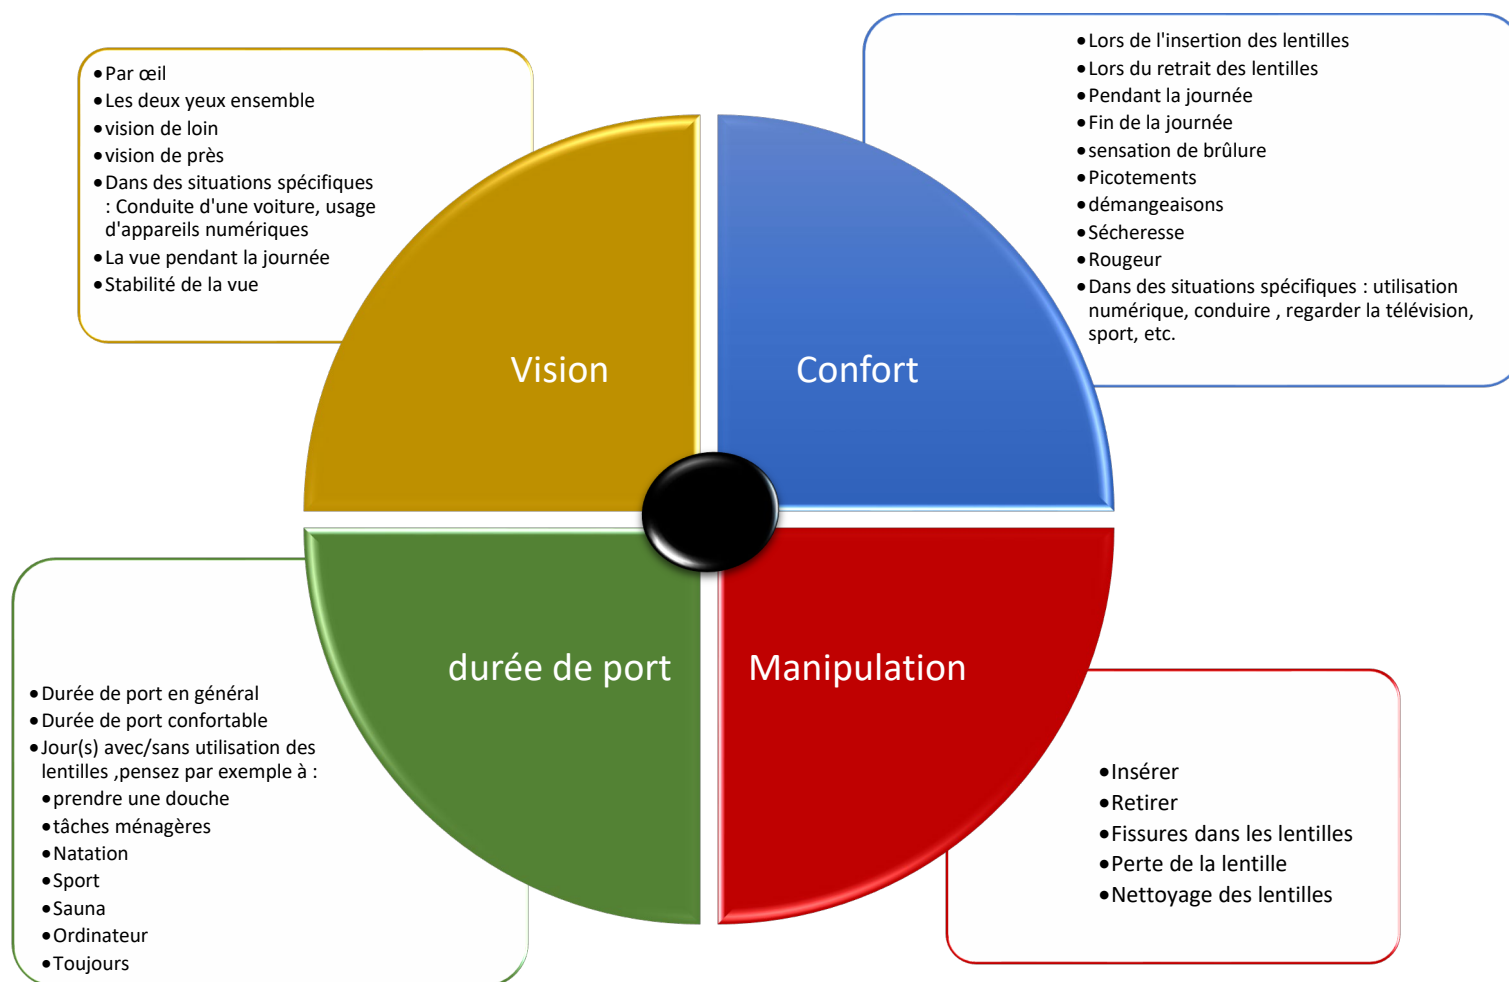 •Par œil
•Les deux yeux ensemble
•vision de loin
•vision de près
•Dans des situations spécifiques
: Conduite d'une voiture, usage
d'appareils numériques
•La vue pendant la journée
•Stabilité de la vue
•Lors de l'insertion des lentilles
•Lors du retrait des lentilles
•Pendant la journée
•Fin de la journée
•sensation de brûlure
•Picotements
•démangeaisons
•Sécheresse
•Rougeur
•Dans des situations spécifiques : utilisation
numérique, conduire , regarder la télévision,
sport, etc.
Vision
Confort
durée de port
Manipulation
•Durée de port en général
•Durée de port confortable
•Jour(s) avec/sans utilisation des
lentilles ,pensez par exemple à :
•prendre une douche
•tâches ménagères
•Natation
•Sport
•Sauna
•Ordinateur
•Toujours
•Insérer
•Retirer
•Fissures dans les lentilles
•Perte de la lentille
•Nettoyage des lentilles